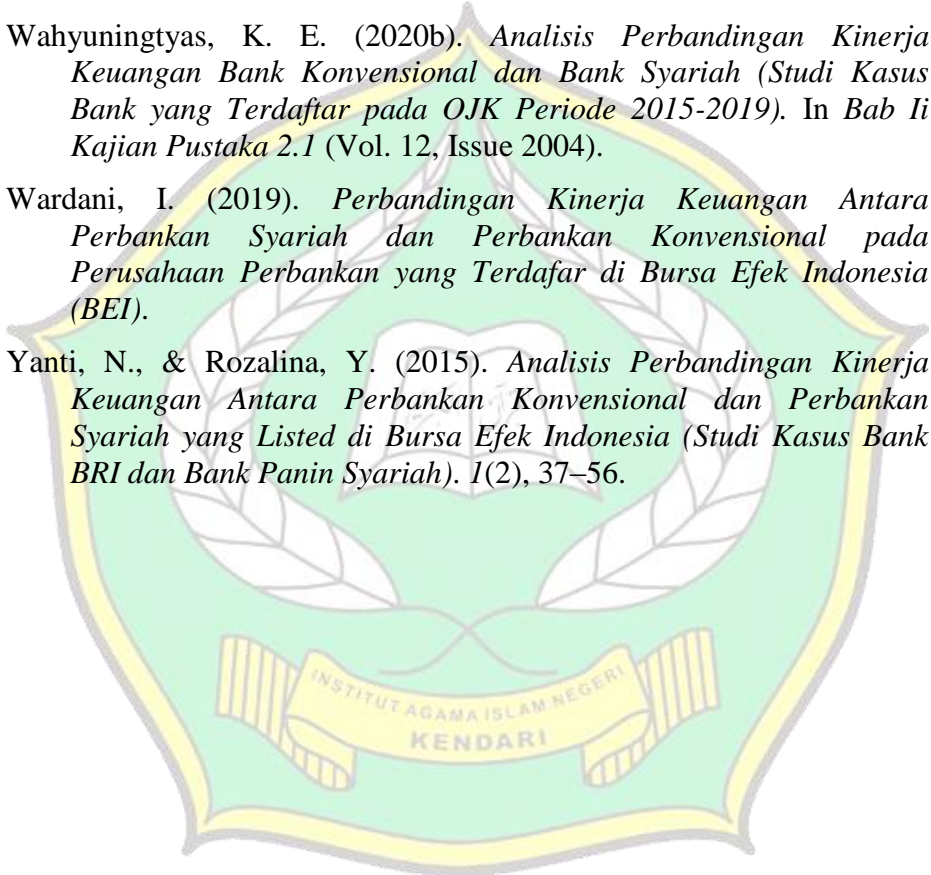 Wahyuningtyas, K. E. (2020b). Analisis Perbandingan Kinerja
Keuangan Bank Konvensional dan Bank Syariah (Studi Kasus
Bank yang Terdaftar pada OJK Periode 2015-2019). In Bab Ii
Kajian Pustaka 2.1 (Vol. 12, Issue 2004).
Wardani, I. (2019). Perbandingan Kinerja Keuangan Antara
Perbankan Syariah dan Perbankan Konvensional pada
Perusahaan Perbankan yang Terdafar di Bursa Efek Indonesia
(BEI).
Yanti, N., & Rozalina, Y. (2015). Analisis Perbandingan Kinerja
Keuangan Antara Perbankan Konvensional dan Perbankan
Syariah yang Listed di Bursa Efek Indonesia (Studi Kasus Bank
BRI dan Bank Panin Syariah). 1(2), 37–56.
INSTITUT AGAMA ISLAM NEGERI
KENDARI